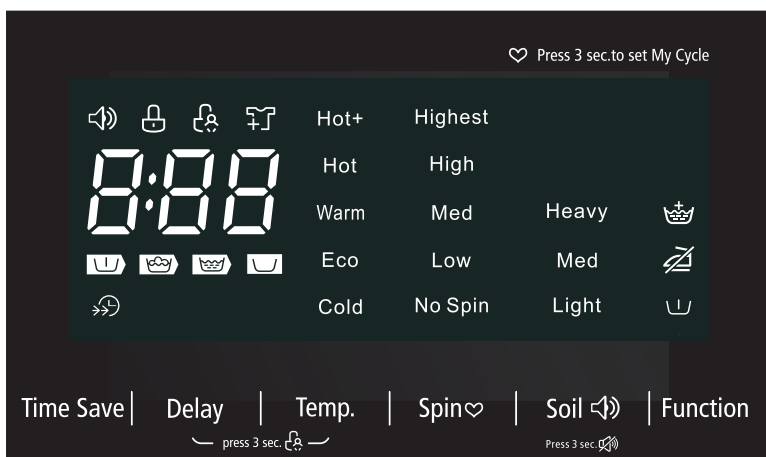 Press 3 sec.to set My Cycle
Hot+ Highest
8:88
Hot High
Warm Med Heavy
Eco Low Med
Cold No Spin Light
Time Save Delay Temp. Spin Soil Function
press 3 sec. Press 3 sec.